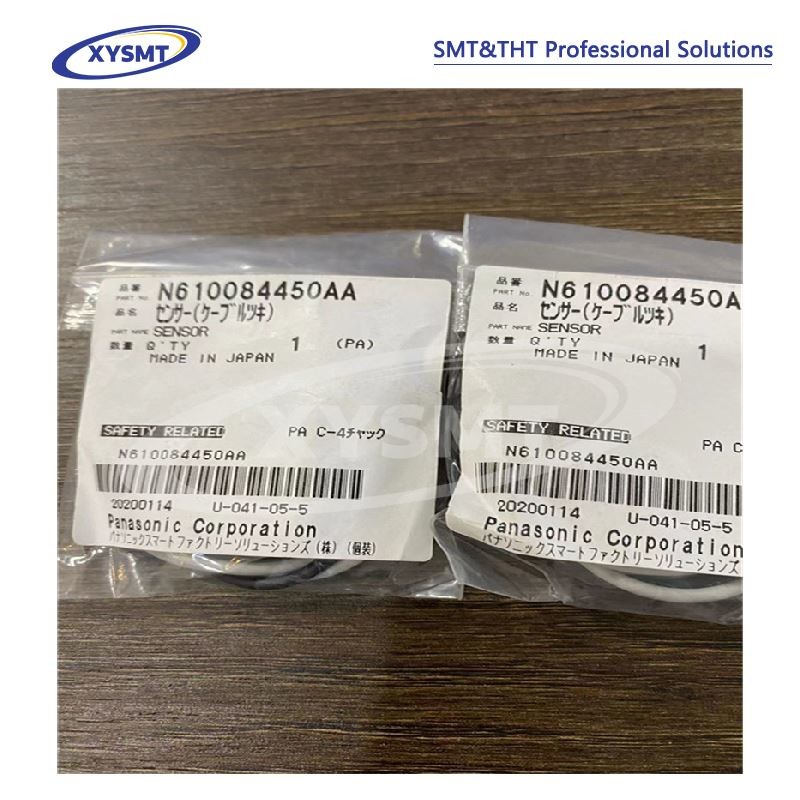 XYSMT
SMT&THT Professional Solutions
品番
PART No. N610084450AA
品名 センサー(ケーブルツキ)
PART NAME SENSOR
数量 Q'TY 1 (PA)
MADE IN JAPAN
SAFETY RELATED PA C-4チャック
N610084450AA
20200114 U-041-05-5
Panasonic Corporation
パナソニックスマートファクトリーソリューションズ(株) (個装)
品番
PART No. N610084450A
品名 センサー(ケーブルツキ)
PART NAME SENSOR
数量 Q'TY 1
MADE IN JAPAN
SAFETY RELATED PA C-
N610084450AA
20200114 U-041-05-5
Panasonic Corporation
パナソニックスマートファクトリーソリューションズ
XYSMT